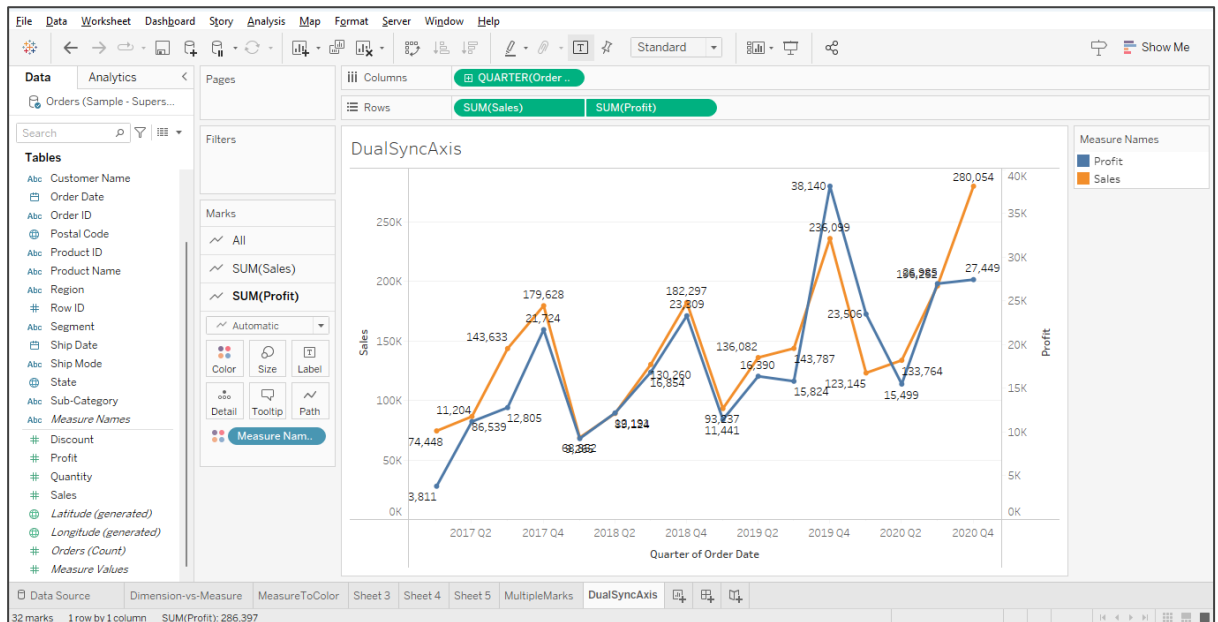 File Data Worksheet Dashboard Story Analysis Map Format Server Window Help
Standard
Show Me
Data Analytics
Orders (Sample - Supers...
Search
Tables
Abc Customer Name
Order Date
Abc Order ID
Postal Code
Abc Product ID
Abc Product Name
Abc Region
# Row ID
Abc Segment
Ship Date
Abc Ship Mode
State
Abc Sub-Category
Abc Measure Names
# Discount
# Profit
# Quantity
# Sales
Latitude (generated)
Longitude (generated)
# Orders (Count)
# Measure Values
Pages
Filters
Marks
All
SUM(Sales)
SUM(Profit)
Automatic
Color Size Label
Detail Tooltip Path
Measure Nam..
Columns QUARTER(Order ..
Rows SUM(Sales) SUM(Profit)
DualSyncAxis
Sales
250K
200K
150K
100K
50K
0K
74,448
3,811
11,204
86,539
143,633
12,805
179,628
21,724
182,297
23,309
130,260
16,854
93,237
11,441
136,082
16,390
143,787
15,824
38,140
236,099
23,506
123,145
133,764
15,499
280,054
27,449
40K
35K
30K
25K
20K
15K
10K
5K
0K
Profit
2017 Q2 2017 Q4 2018 Q2 2018 Q4 2019 Q2 2019 Q4 2020 Q2 2020 Q4
Quarter of Order Date
Measure Names
Profit
Sales
Data Source Dimension-vs-Measure MeasureToColor Sheet 3 Sheet 4 Sheet 5 MultipleMarks DualSyncAxis
32 marks 1 row by 1 column SUM(Profit): 286,397